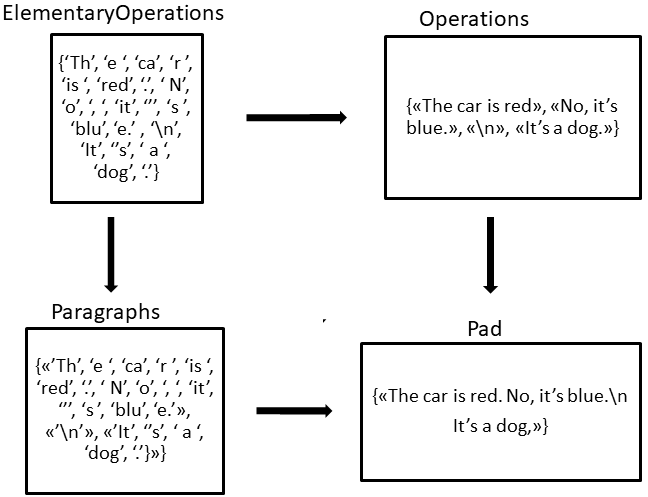 ElementaryOperations
{‘Th’, ‘e ‘, ‘ca’, ‘r ’,
‘is ‘, ‘red’, ‘.’, ‘ N’,
‘o’, ‘, ‘, ‘it’, ‘’’, ‘s ’,
‘blu’, ‘e.’ , ‘\n’,
‘It’, ‘’s’, ‘ a ‘,
‘dog’, ‘.’}
Operations
{«The car is red», «No, it’s
blue.», «\n», «It’s a dog.»}
Paragraphs
{«’Th’, ‘e ‘, ‘ca’, ‘r ’, ‘is ‘,
‘red’, ‘.’, ‘ N’, ‘o’, ‘, ‘, ‘it’,
‘’’, ‘s ’, ‘blu’, ‘e.’»,
«’\n’», «’It’, ‘’s’, ‘ a ‘,
‘dog’, ‘.’}»}
Pad
{«The car is red. No, it’s blue.\n
It’s a dog,»}